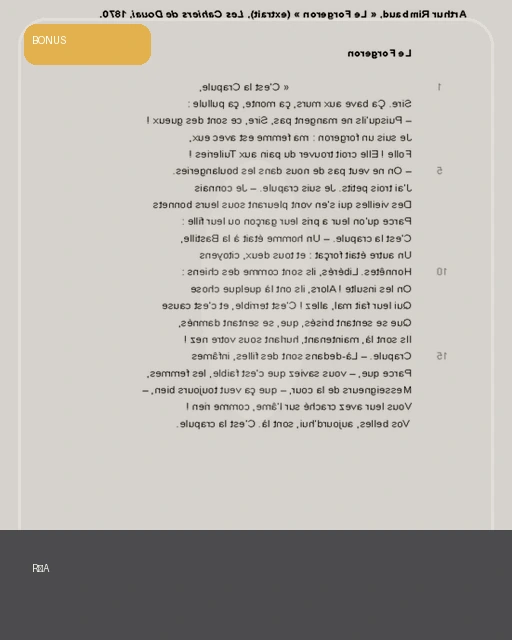 Arthur Rimbaud, « Le Forgeron » (extrait), Les Cahiers de Douai, 1870.
BONUS
Le Forgeron
1 « C'est la Crapule,
Sire. Ça bave aux murs, ça monte, ça pullule :
– Puisqu'ils ne mangent pas, Sire, ce sont des gueux !
Je suis un forgeron : ma femme est avec eux,
Folle ! Elle croit trouver du pain aux Tuileries !
5 – On ne veut pas de nous dans les boulangeries.
J'ai trois petits. Je suis crapule. – Je connais
Des vieilles qui s'en vont pleurant sous leurs bonnets
Parce qu'on leur a pris leur garçon ou leur fille :
C'est la crapule. – Un homme était à la Bastille,
Un autre était forçat : et tous deux, citoyens
10 Honnêtes. Libérés, ils sont comme des chiens :
On les insulte ! Alors, ils ont là quelque chose
Qui leur fait mal, allez ! C'est terrible, et c'est cause
Que se sentant brisés, que, se sentant damnés,
Ils sont là, maintenant, hurlant sous votre nez !
15 Crapule. – Là-dedans sont des filles, infâmes
Parce que, – vous saviez que c'est faible, les femmes,
Messeigneurs de la cour, – que ça veut toujours bien, –
Vous leur avez craché sur l'âme, comme rien !
Vos belles, aujourd'hui, sont là. C'est la crapule.